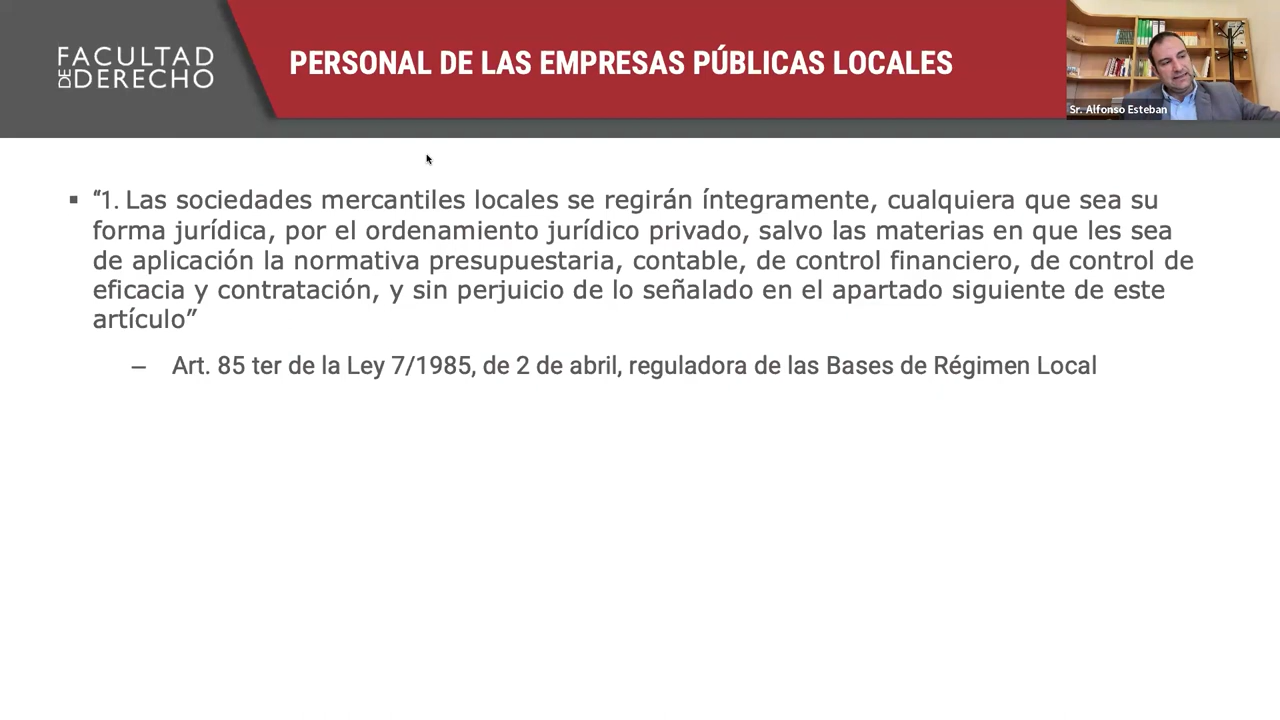 FACULTAD
DE DERECHO
PERSONAL DE LAS EMPRESAS PÚBLICAS LOCALES
Sr. Alfonso Esteban
▪ “1. Las sociedades mercantiles locales se regirán íntegramente, cualquiera que sea su
forma jurídica, por el ordenamiento jurídico privado, salvo las materias en que les sea
de aplicación la normativa presupuestaria, contable, de control financiero, de control de
eficacia y contratación, y sin perjuicio de lo señalado en el apartado siguiente de este
artículo”
– Art. 85 ter de la Ley 7/1985, de 2 de abril, reguladora de las Bases de Régimen Local